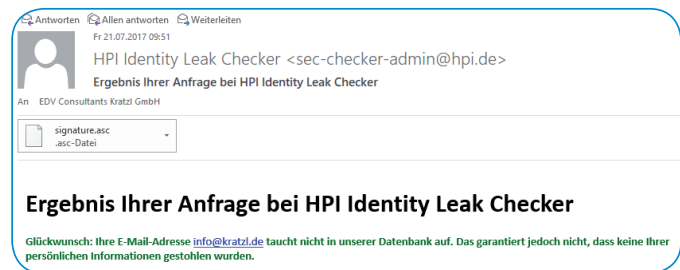 Antworten Allen antworten Weiterleiten
Fr 21.07.2017 09:51
HPI Identity Leak Checker <sec-checker-admin@hpi.de>
Ergebnis Ihrer Anfrage bei HPI Identity Leak Checker
An EDV Consultants Kratzl GmbH
signature.asc
.asc-Datei
Ergebnis Ihrer Anfrage bei HPI Identity Leak Checker
Glückwunsch: Ihre E-Mail-Adresse info@kratzl.de taucht nicht in unserer Datenbank auf. Das garantiert jedoch nicht, dass keine Ihrer
persönlichen Informationen gestohlen wurden.